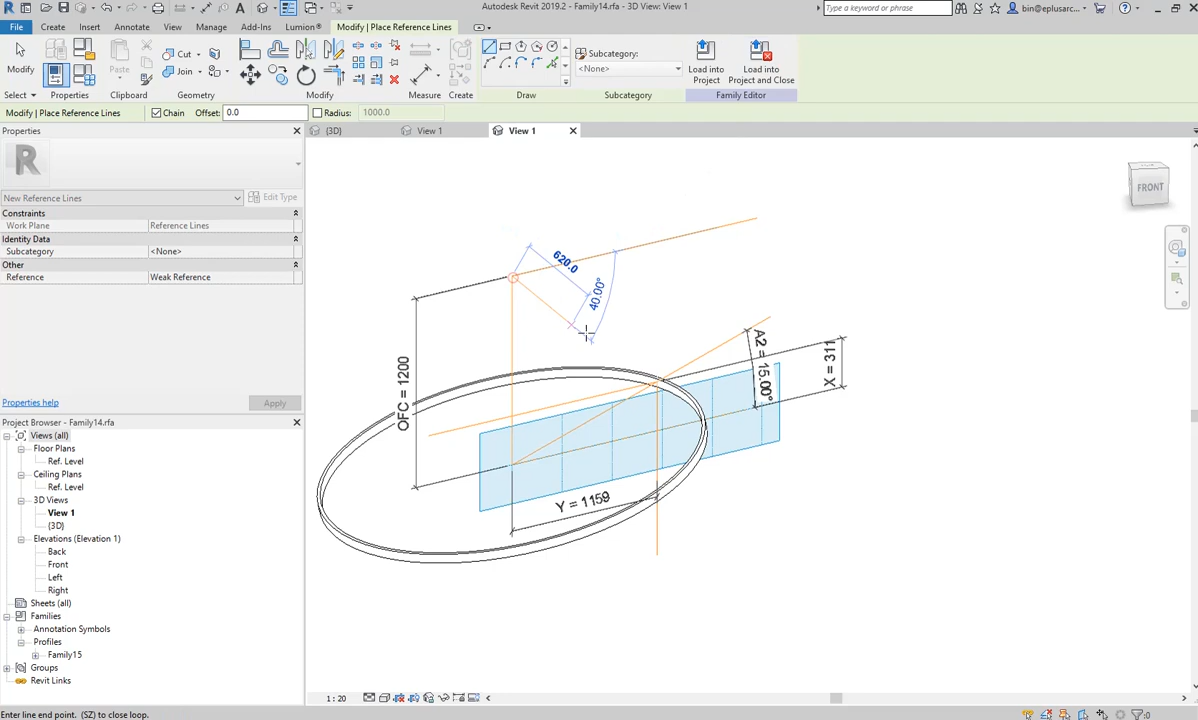 Autodesk Revit 2019.2 - Family14.rfa - 3D View: View 1
Type a keyword or phrase
bin@eplusarc...
File Create Insert Annotate View Manage Add-Ins Lumion® Modify | Place Reference Lines
Modify
Paste
Cut
Join
Subcategory:
<None>
Load into
Project
Load into
Project and Close
Select Properties Clipboard Geometry Modify Measure Create Draw Subcategory Family Editor
Modify | Place Reference Lines Chain Offset: 0.0 Radius: 1000.0
Properties
{3D} View 1 View 1
New Reference Lines Edit Type
Constraints
Work Plane Reference Lines
Identity Data
Subcategory <None>
Other
Reference Weak Reference
Properties help Apply
Project Browser - Family14.rfa
Views (all)
Floor Plans
Ref. Level
Ceiling Plans
Ref. Level
3D Views
View 1
{3D}
Elevations (Elevation 1)
Back
Front
Left
Right
Sheets (all)
Families
Annotation Symbols
Profiles
Family15
Groups
Revit Links
FRONT
620.0
40.00°
OFC = 1200
A2 = 15.00°
X = 311
Y = 1159
1 : 20
Enter line end point. (SZ) to close loop.
:0